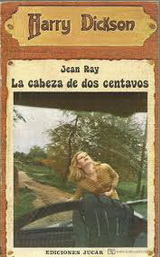 Harry Dickson
Jean Ray
La cabeza de dos centavos
EDICIONES JUCAR